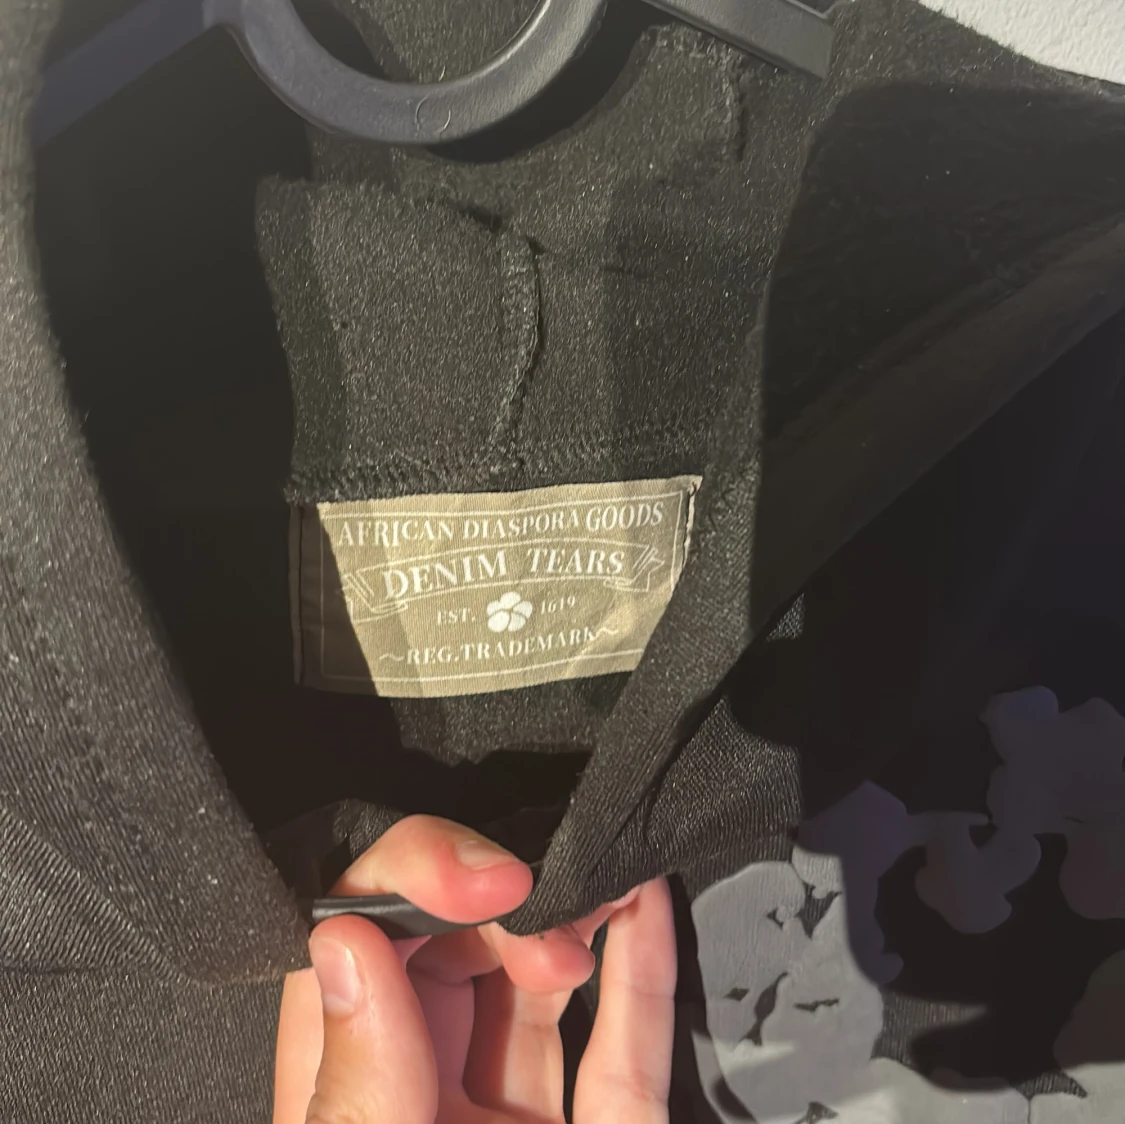 AFRICAN DIASPORA GOODS
DENIM TEARS
EST. 1619
~REG.TRADEMARK~